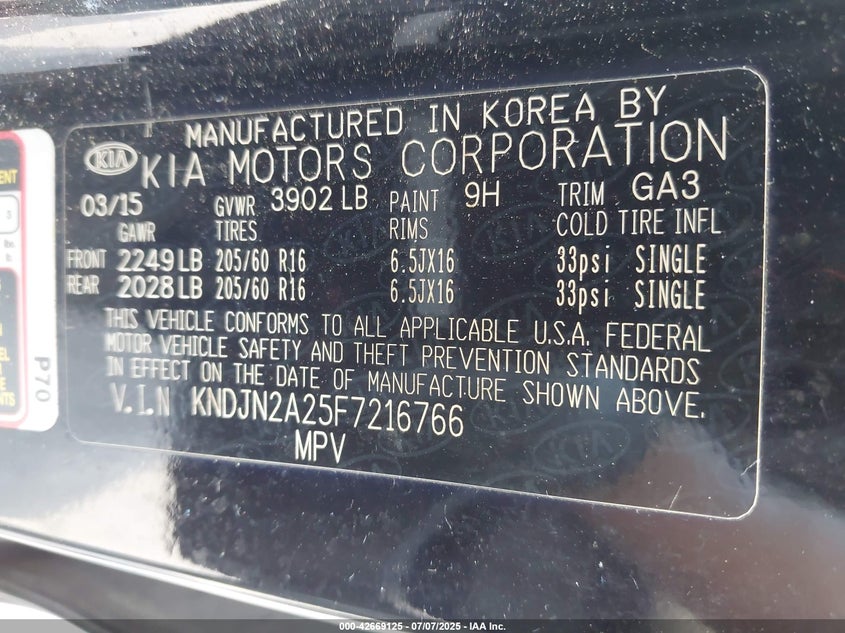 MANUFACTURED IN KOREA BY
KIA KIA MOTORS CORPORATION
03/15 GVWR 3902 LB PAINT 9H TRIM GA3
GAWR TIRES RIMS COLD TIRE INFL
FRONT 2249 LB 205/60 R16 6.5JX16 33psi SINGLE
REAR 2028 LB 205/60 R16 6.5JX16 33psi SINGLE
THIS VEHICLE CONFORMS TO ALL APPLICABLE U.S.A. FEDERAL
MOTOR VEHICLE SAFETY AND THEFT PREVENTION STANDARDS
IN EFFECT ON THE DATE OF MANUFACTURE SHOWN ABOVE.
V.I.N KNDJN2A25F7216766
MPV
P70
000-42669125 - 07/07/2025 - IAA Inc.